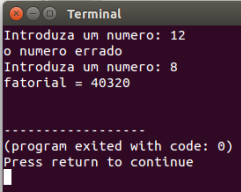 Terminal
Introduza um numero: 12
o numero errado
Introduza um numero: 8
fatorial = 40320
------------------
(program exited with code: 0)
Press return to continue